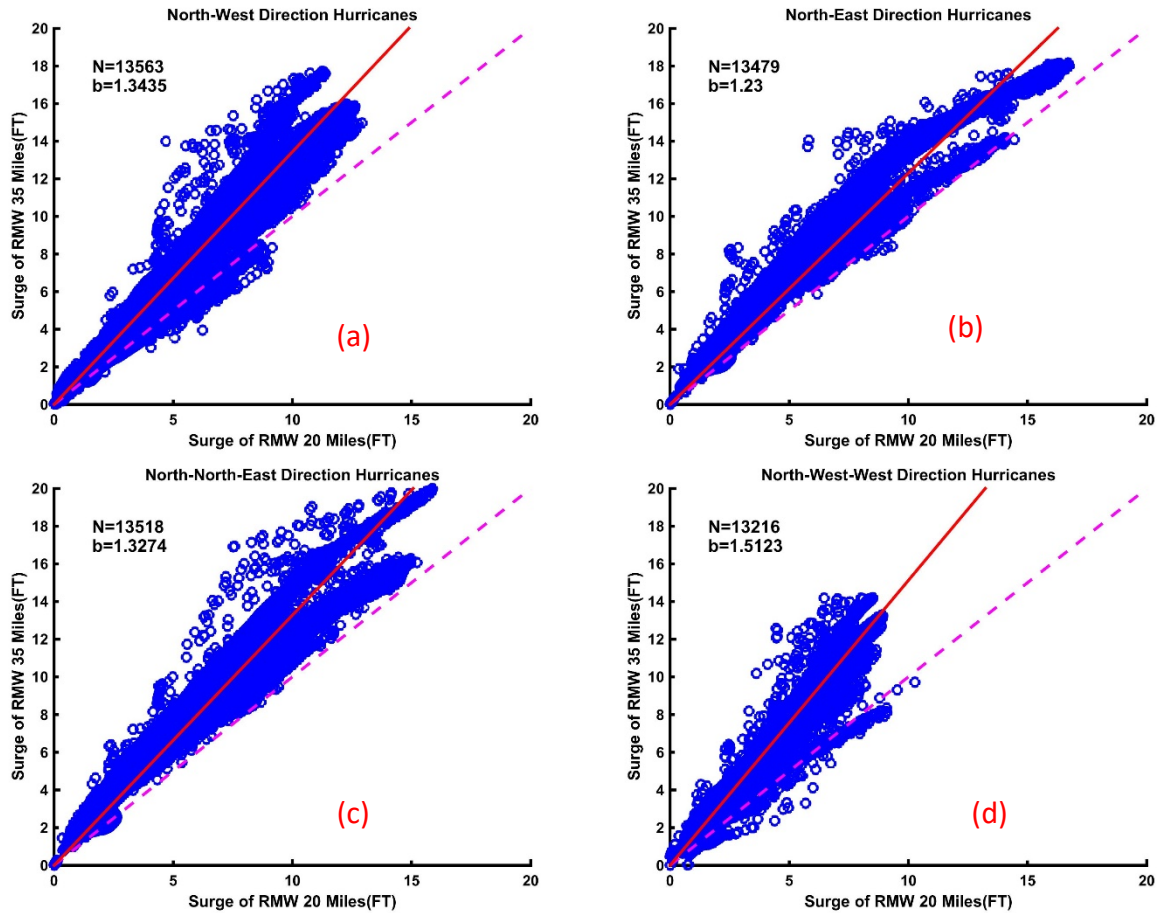 North-West Direction Hurricanes
20
18
16
14
12
10
8
6
4
2
0
Surge of RMW 35 Miles(FT)
N=13563
b=1.3435
(a)
0 5 10 15 20
Surge of RMW 20 Miles(FT)
North-East Direction Hurricanes
20
18
16
14
12
10
8
6
4
2
0
Surge of RMW 35 Miles(FT)
N=13479
b=1.23
(b)
0 5 10 15 20
Surge of RMW 20 Miles(FT)
North-North-East Direction Hurricanes
20
18
16
14
12
10
8
6
4
2
0
Surge of RMW 35 Miles(FT)
N=13518
b=1.3274
(c)
0 5 10 15 20
Surge of RMW 20 Miles(FT)
North-West-West Direction Hurricanes
20
18
16
14
12
10
8
6
4
2
0
Surge of RMW 35 Miles(FT)
N=13216
b=1.5123
(d)
0 5 10 15 20
Surge of RMW 20 Miles(FT)